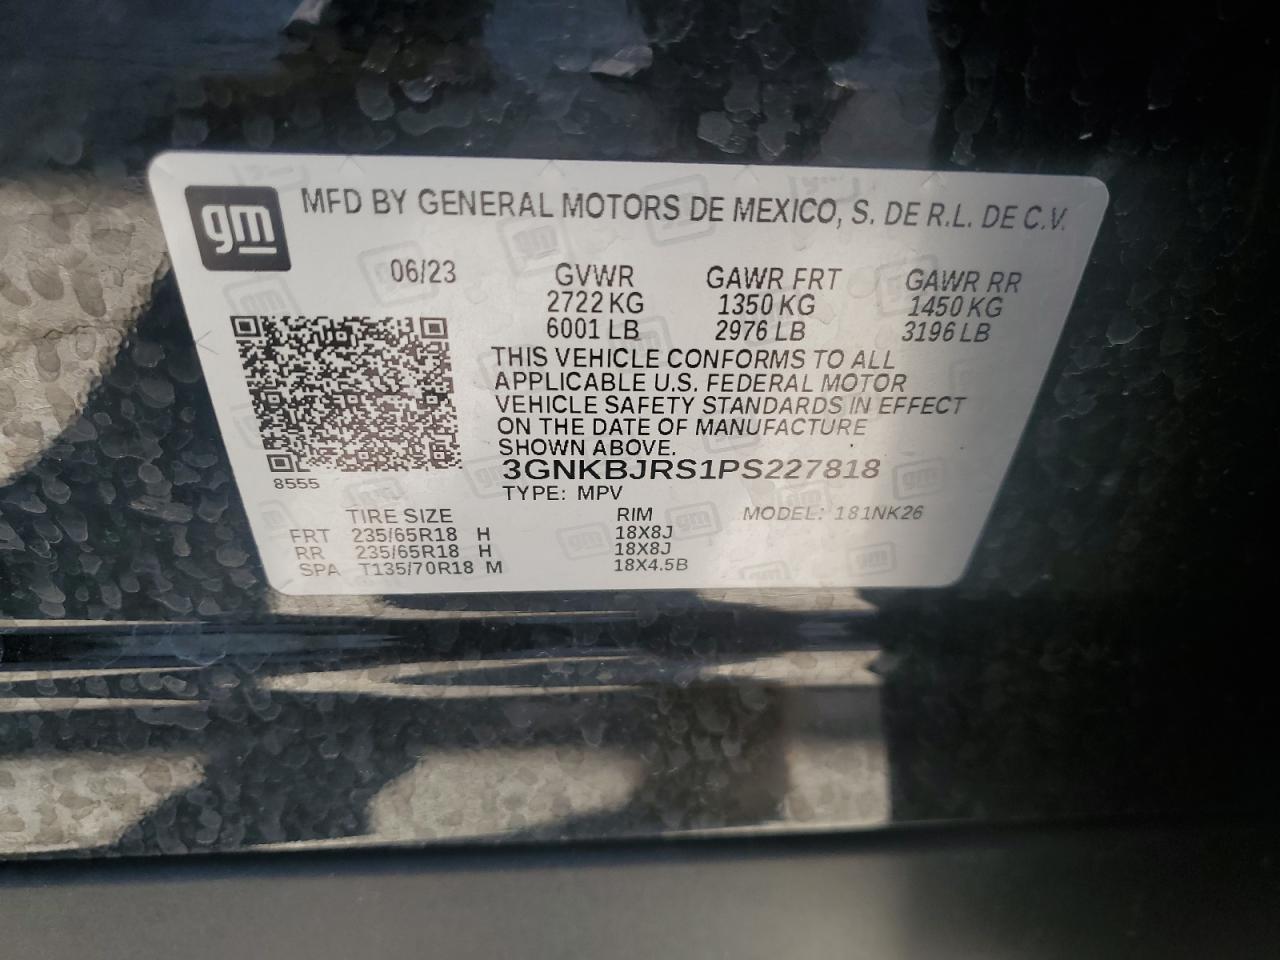 gm
MFD BY GENERAL MOTORS DE MEXICO, S. DE R.L. DE C.V.
06/23 GVWR GAWR FRT GAWR RR
2722 KG 1350 KG 1450 KG
6001 LB 2976 LB 3196 LB
THIS VEHICLE CONFORMS TO ALL
APPLICABLE U.S. FEDERAL MOTOR
VEHICLE SAFETY STANDARDS IN EFFECT
ON THE DATE OF MANUFACTURE
SHOWN ABOVE.
3GNKBJRS1PS227818
8555
TYPE: MPV
TIRE SIZE RIM MODEL: 181NK26
FRT 235/65R18 H 18X8J
RR 235/65R18 H 18X8J
SPA T135/70R18 M 18X4.5B